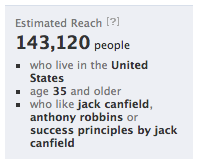 Estimated Reach [?]
143,120 people
▪ who live in the United
States
▪ age 35 and older
▪ who like jack canfield,
anthony robbins or
success principles by jack
canfield